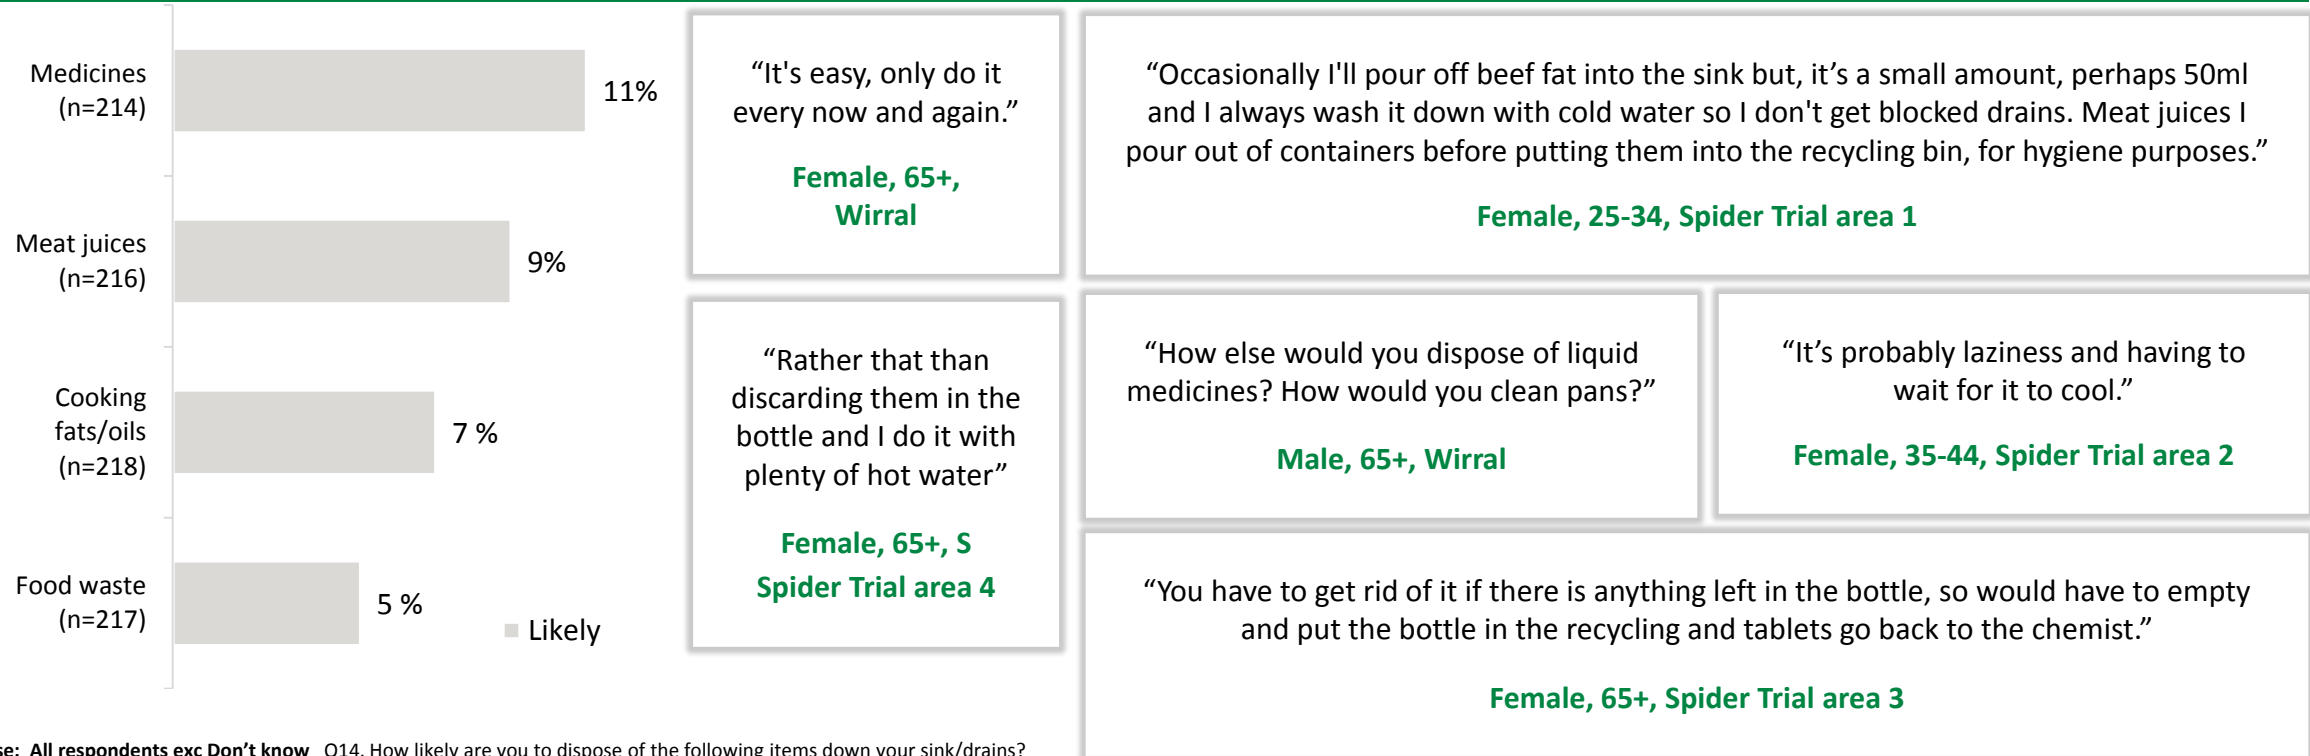 Medicines
(n=214)
11%
Meat juices
(n=216)
9%
Cooking
fats/oils
(n=218)
7 %
Food waste
(n=217)
5 %
Likely
“It's easy, only do it
every now and again.”
Female, 65+,
Wirral
“Occasionally I'll pour off beef fat into the sink but, it’s a small amount, perhaps 50ml
and I always wash it down with cold water so I don't get blocked drains. Meat juices I
pour out of containers before putting them into the recycling bin, for hygiene purposes.”
Female, 25-34, Spider Trial area 1
“Rather that than
discarding them in the
bottle and I do it with
plenty of hot water”
Female, 65+, S
Spider Trial area 4
“How else would you dispose of liquid
medicines? How would you clean pans?”
Male, 65+, Wirral
“It’s probably laziness and having to
wait for it to cool.”
Female, 35-44, Spider Trial area 2
“You have to get rid of it if there is anything left in the bottle, so would have to empty
and put the bottle in the recycling and tablets go back to the chemist.”
Female, 65+, Spider Trial area 3
se: All respondents exc Don’t know Q14. How likely are you to dispose of the following items down your sink/drains?